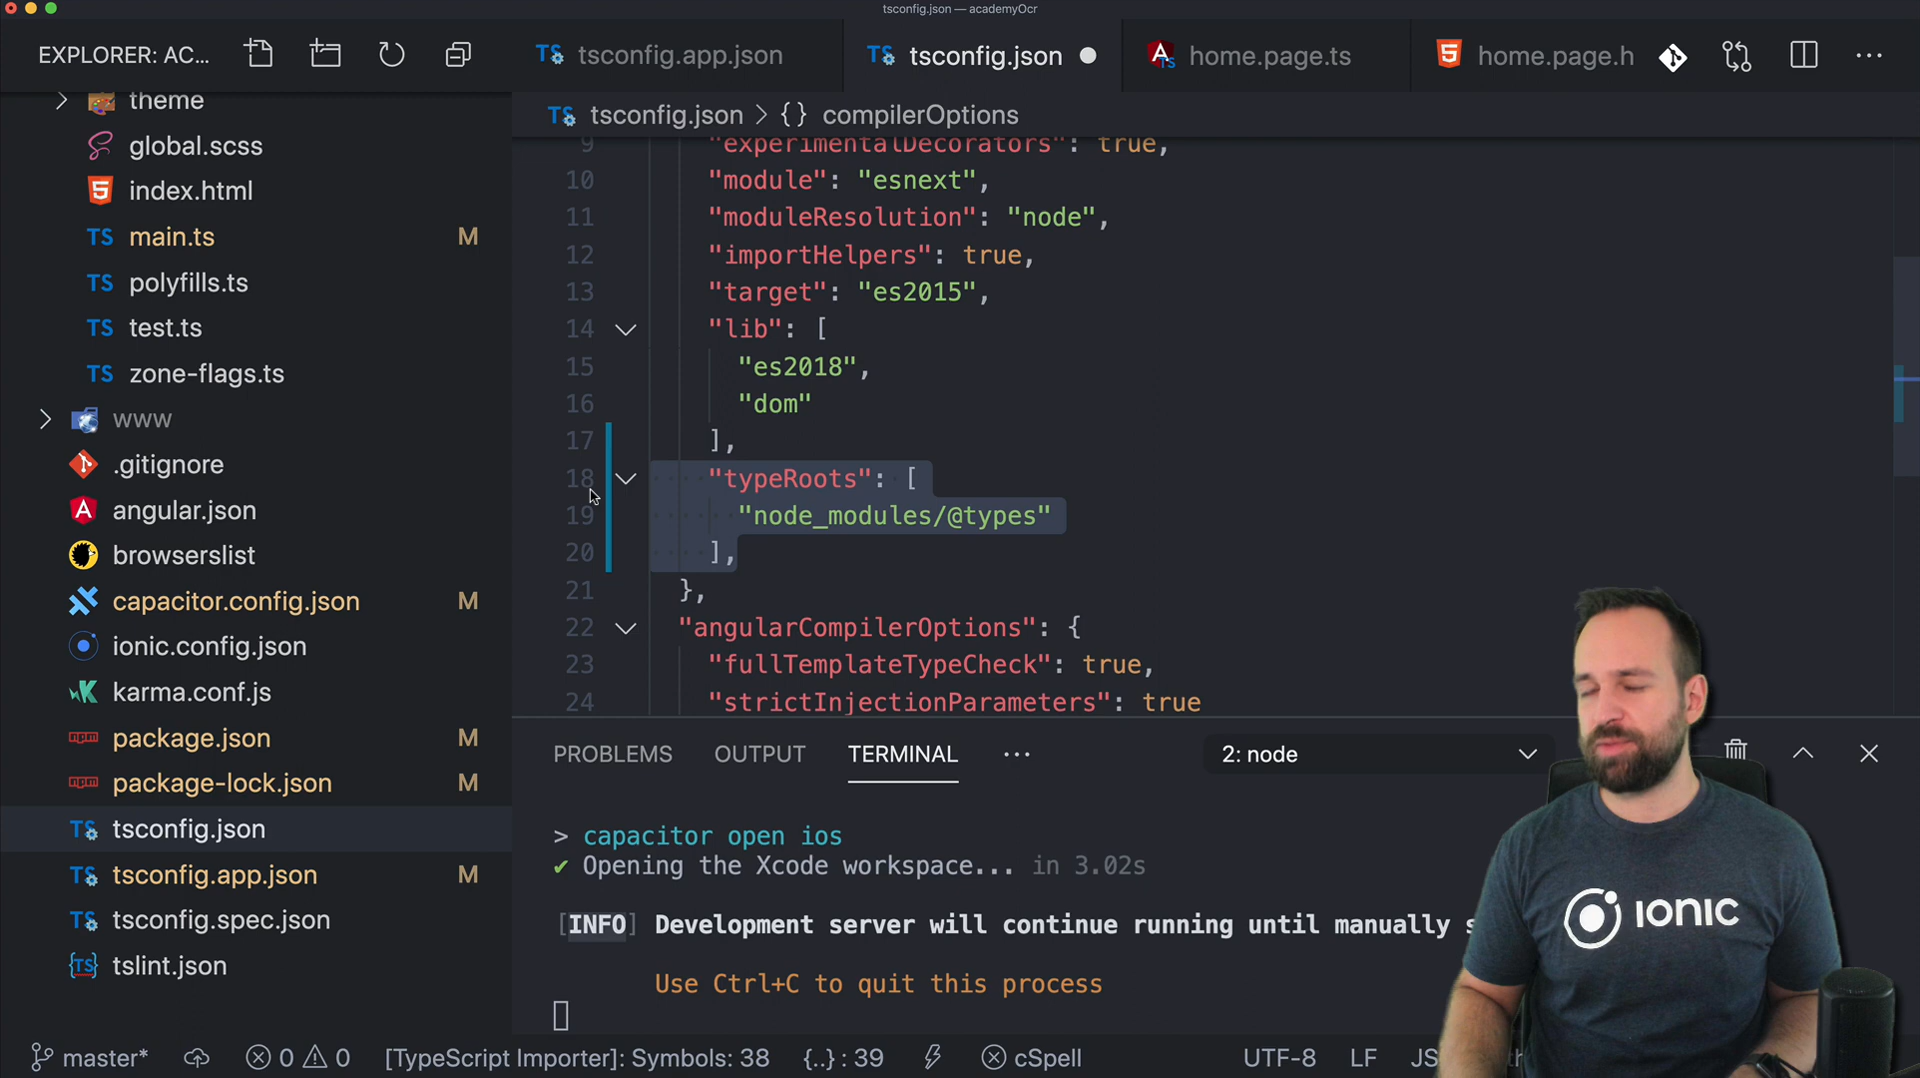 tsconfig.json — academyOcr
EXPLORER: AC...
tsconfig.app.json
tsconfig.json
home.page.ts
home.page.h
theme
global.scss
index.html
main.ts M
polyfills.ts
test.ts
zone-flags.ts
www
.gitignore
angular.json
browserslist
capacitor.config.json M
ionic.config.json
karma.conf.js
package.json M
package-lock.json M
tsconfig.json
tsconfig.app.json M
tsconfig.spec.json
tslint.json
tsconfig.json > {} compilerOptions
9 "experimentalDecorators": true,
10 "module": "esnext",
11 "moduleResolution": "node",
12 "importHelpers": true,
13 "target": "es2015",
14 "lib": [
15 "es2018",
16 "dom"
17 ],
18 "typeRoots": [
19 "node_modules/@types"
20 ],
21 },
22 "angularCompilerOptions": {
23 "fullTemplateTypeCheck": true,
24 "strictInjectionParameters": true
PROBLEMS OUTPUT TERMINAL ... 2: node
> capacitor open ios
✔ Opening the Xcode workspace... in 3.02s
[INFO] Development server will continue running until manually s
Use Ctrl+C to quit this process
IONIC
master* 0 0 [TypeScript Importer]: Symbols: 38 {..} : 39 cSpell UTF-8 LF JS